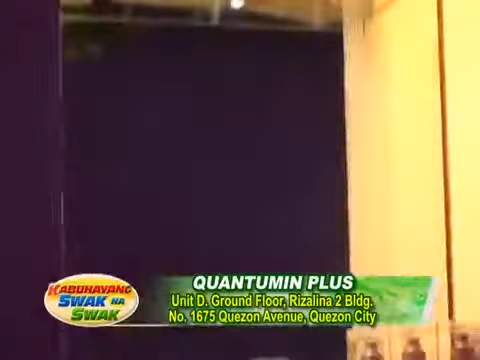 KABUHAYANG
SWAK NA
SWAK
QUANTUMIN PLUS
Unit D. Ground Floor, Rizalina 2 Bldg.
No. 1675 Quezon Avenue, Quezon City